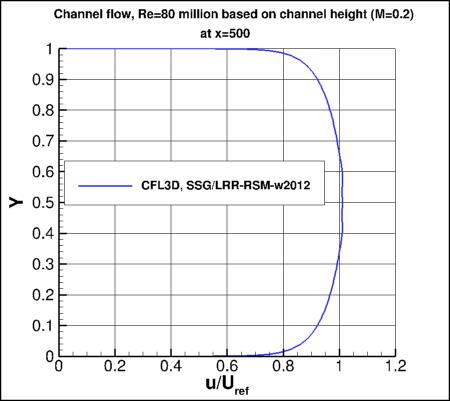 Channel flow, Re=80 million based on channel height (M=0.2)
at x=500
1
0.9
0.8
0.7
0.6
0.5
0.4
0.3
0.2
0.1
0
Y
CFL3D, SSG/LRR-RSM-w2012
0 0.2 0.4 0.6 0.8 1 1.2
u/Uref